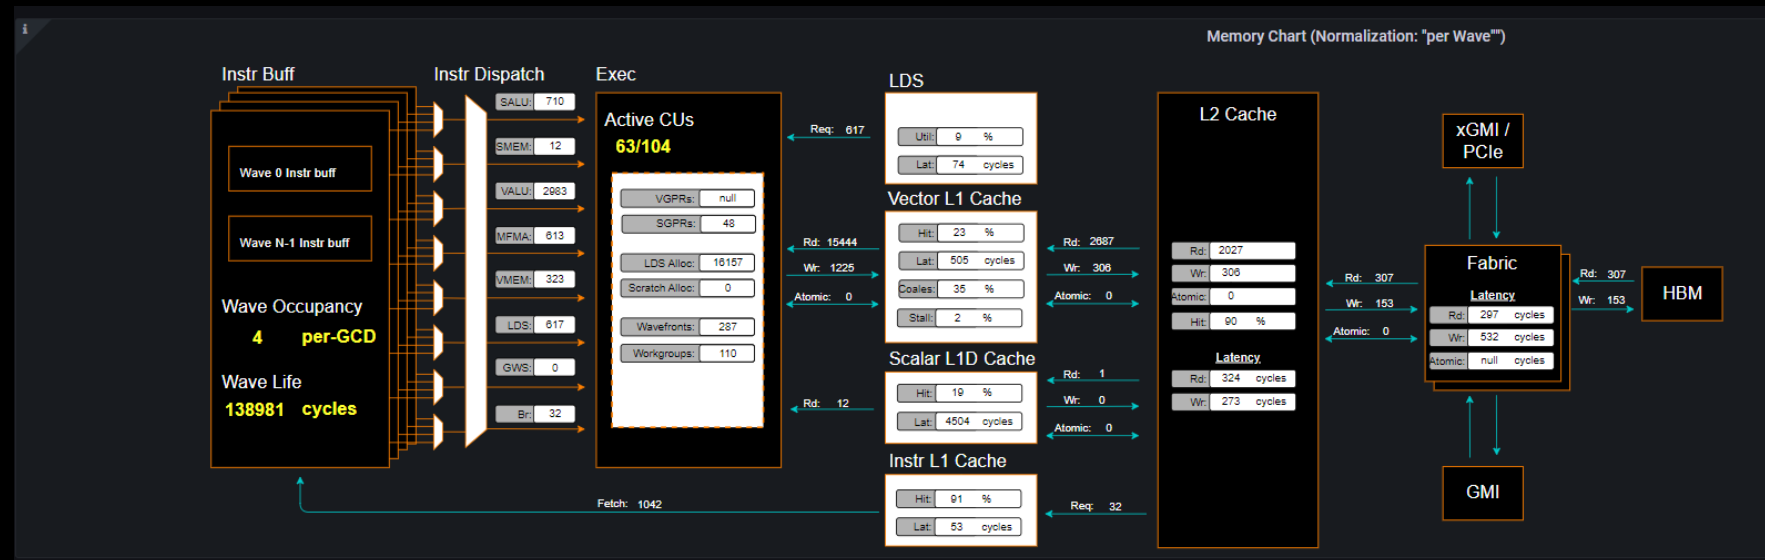 i
Memory Chart (Normalization: "per Wave"")
Instr Buff
Wave 0 Instr buff
Wave N-1 Instr buff
Wave Occupancy
4 per-GCD
Wave Life
138981 cycles
Instr Dispatch
SALU: 710
SMEM: 12
VALU: 2983
MFMA: 613
VMEM: 323
LDS: 617
GWS: 0
Br: 32
Exec
Active CUs
63/104
VGPRs: null
SGPRs: 48
LDS Alloc: 16157
Scratch Alloc: 0
Wavefronts: 287
Workgroups: 110
Req: 617
Rd: 15444
Wr: 1225
Atomic: 0
Rd: 12
Fetch: 1042
LDS
Util: 9 %
Lat: 74 cycles
Vector L1 Cache
Hit: 23 %
Lat: 505 cycles
Coales: 35 %
Stall: 2 %
Scalar L1D Cache
Hit: 19 %
Lat: 4504 cycles
Instr L1 Cache
Hit: 91 %
Lat: 53 cycles
Rd: 2687
Wr: 306
Atomic: 0
Rd: 1
Wr: 0
Atomic: 0
Req: 32
L2 Cache
Rd: 2027
Wr: 306
Atomic: 0
Hit: 90 %
Latency
Rd: 324 cycles
Wr: 273 cycles
Rd: 307
Wr: 153
Atomic: 0
xGMI /
PCIe
Fabric
Latency
Rd: 297 cycles
Wr: 532 cycles
Atomic: null cycles
GMI
Rd: 307
Wr: 153
HBM